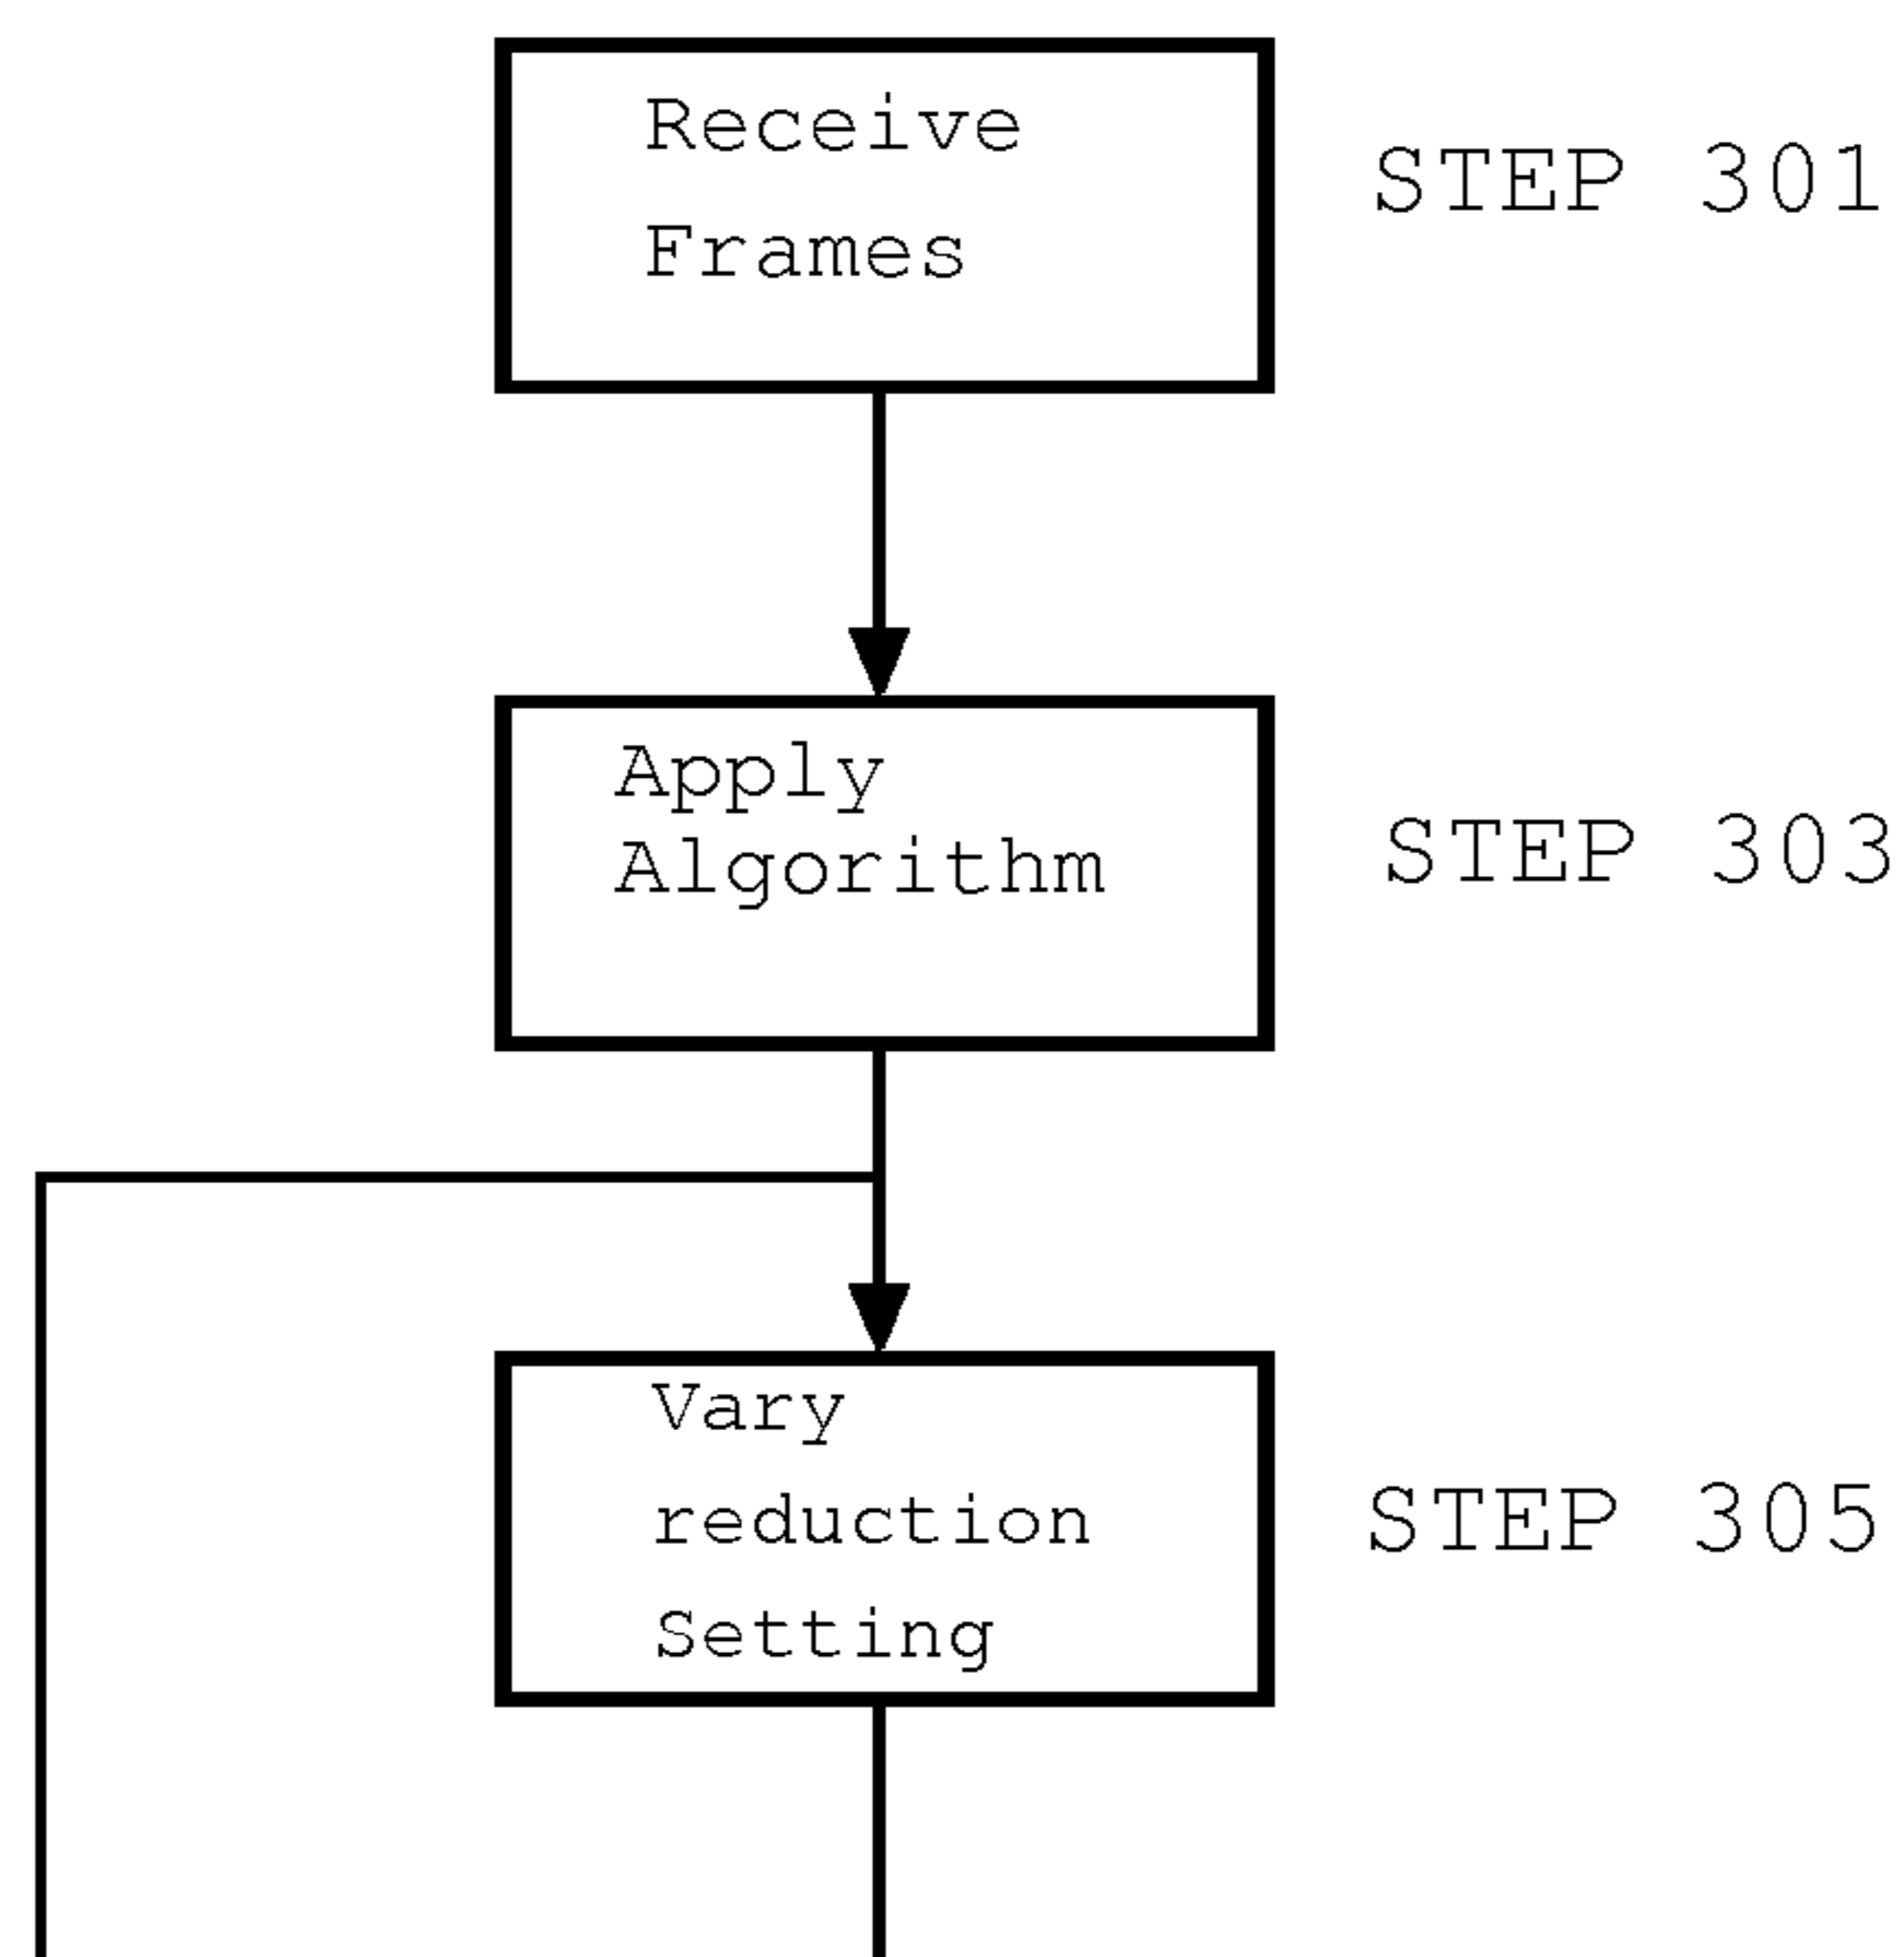 Receive
Frames
STEP 301
Apply
Algorithm
STEP 303
Vary
reduction
Setting
STEP 305